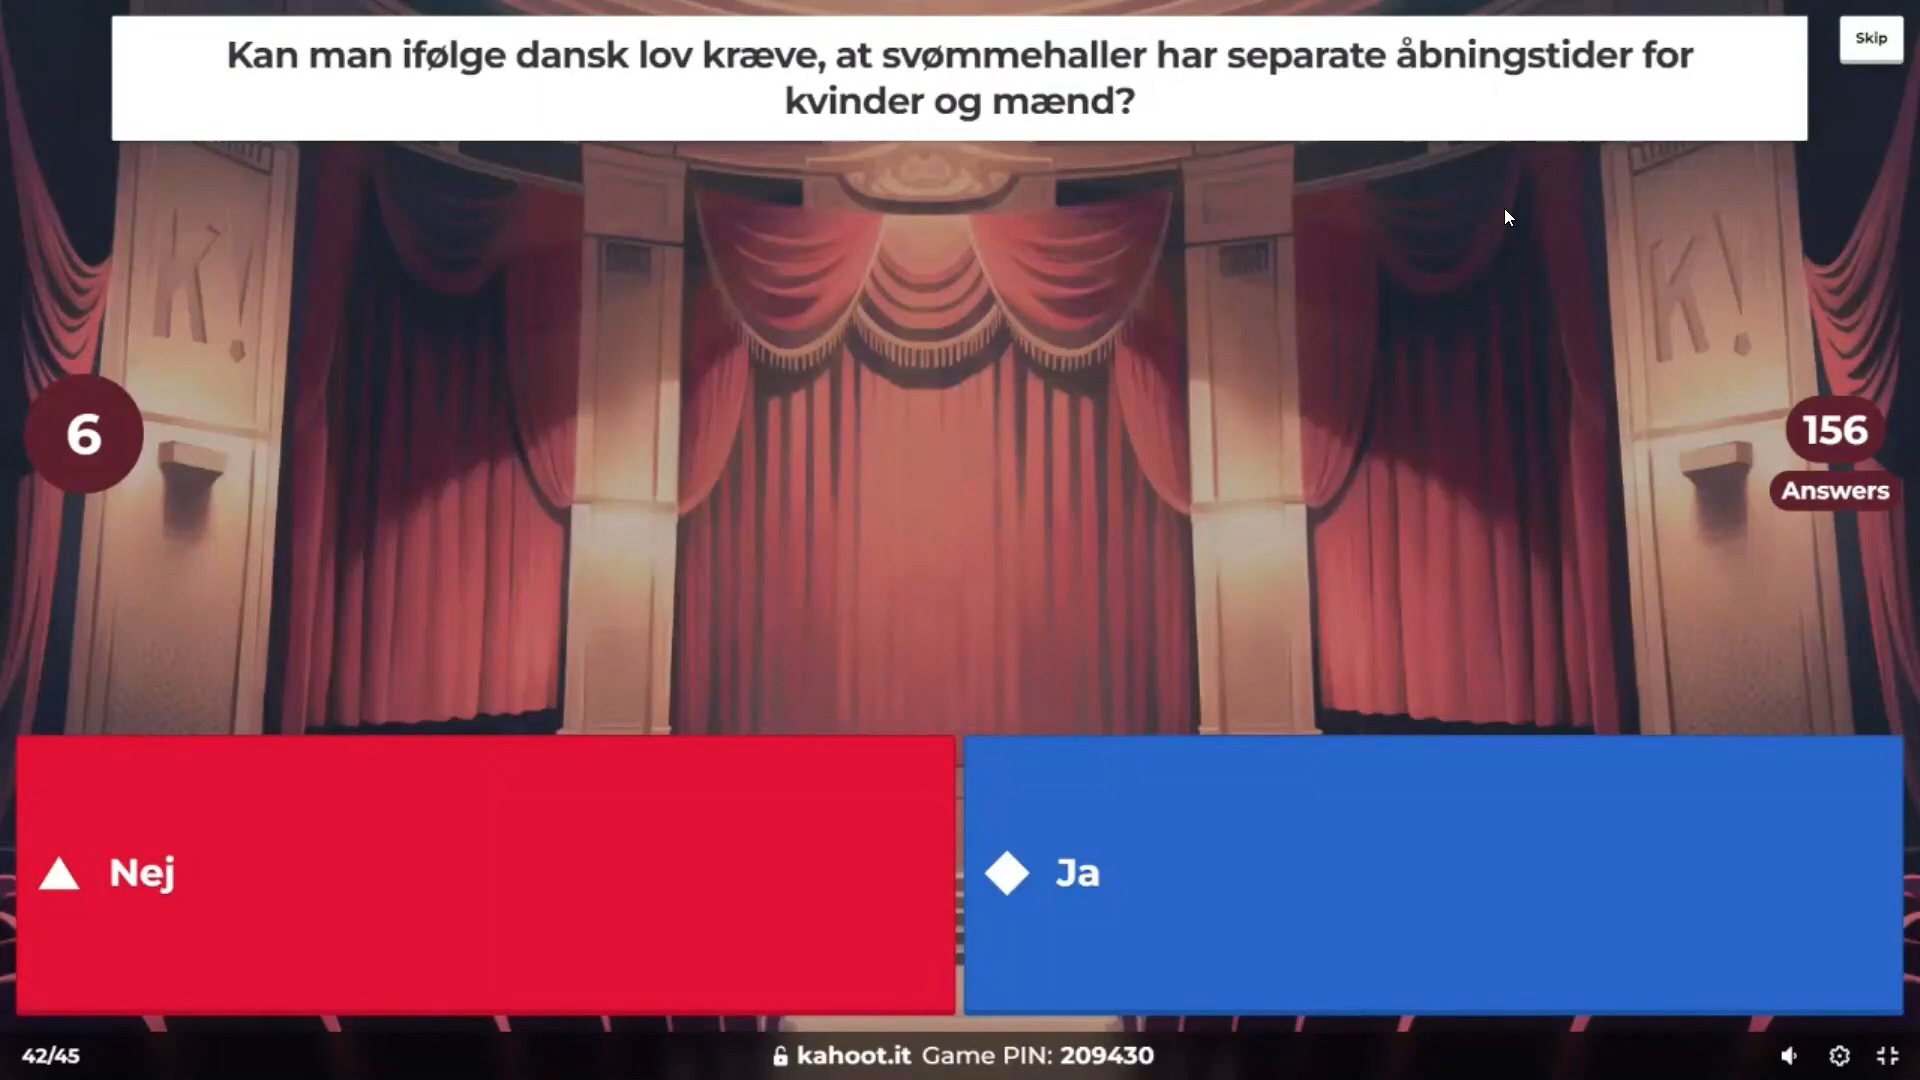 Kan man ifølge dansk lov kræve, at svømmehaller har separate åbningstider for
kvinder og mænd?
Skip
K!
K!
6
156
Answers
Nej
Ja
42/45
kahoot.it Game PIN: 209430